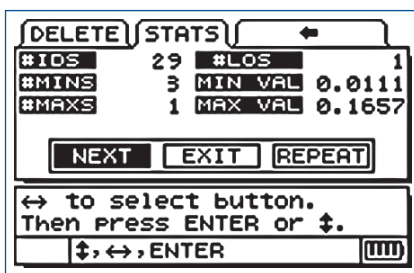 DELETE STATS ←
#IDS 29 #LOS 1
#MINS 3 MIN VAL 0.0111
#MAXS 1 MAX VAL 0.1657
NEXT EXIT REPEAT
↔ to select button.
Then press ENTER or ↕.
↕,↔,ENTER